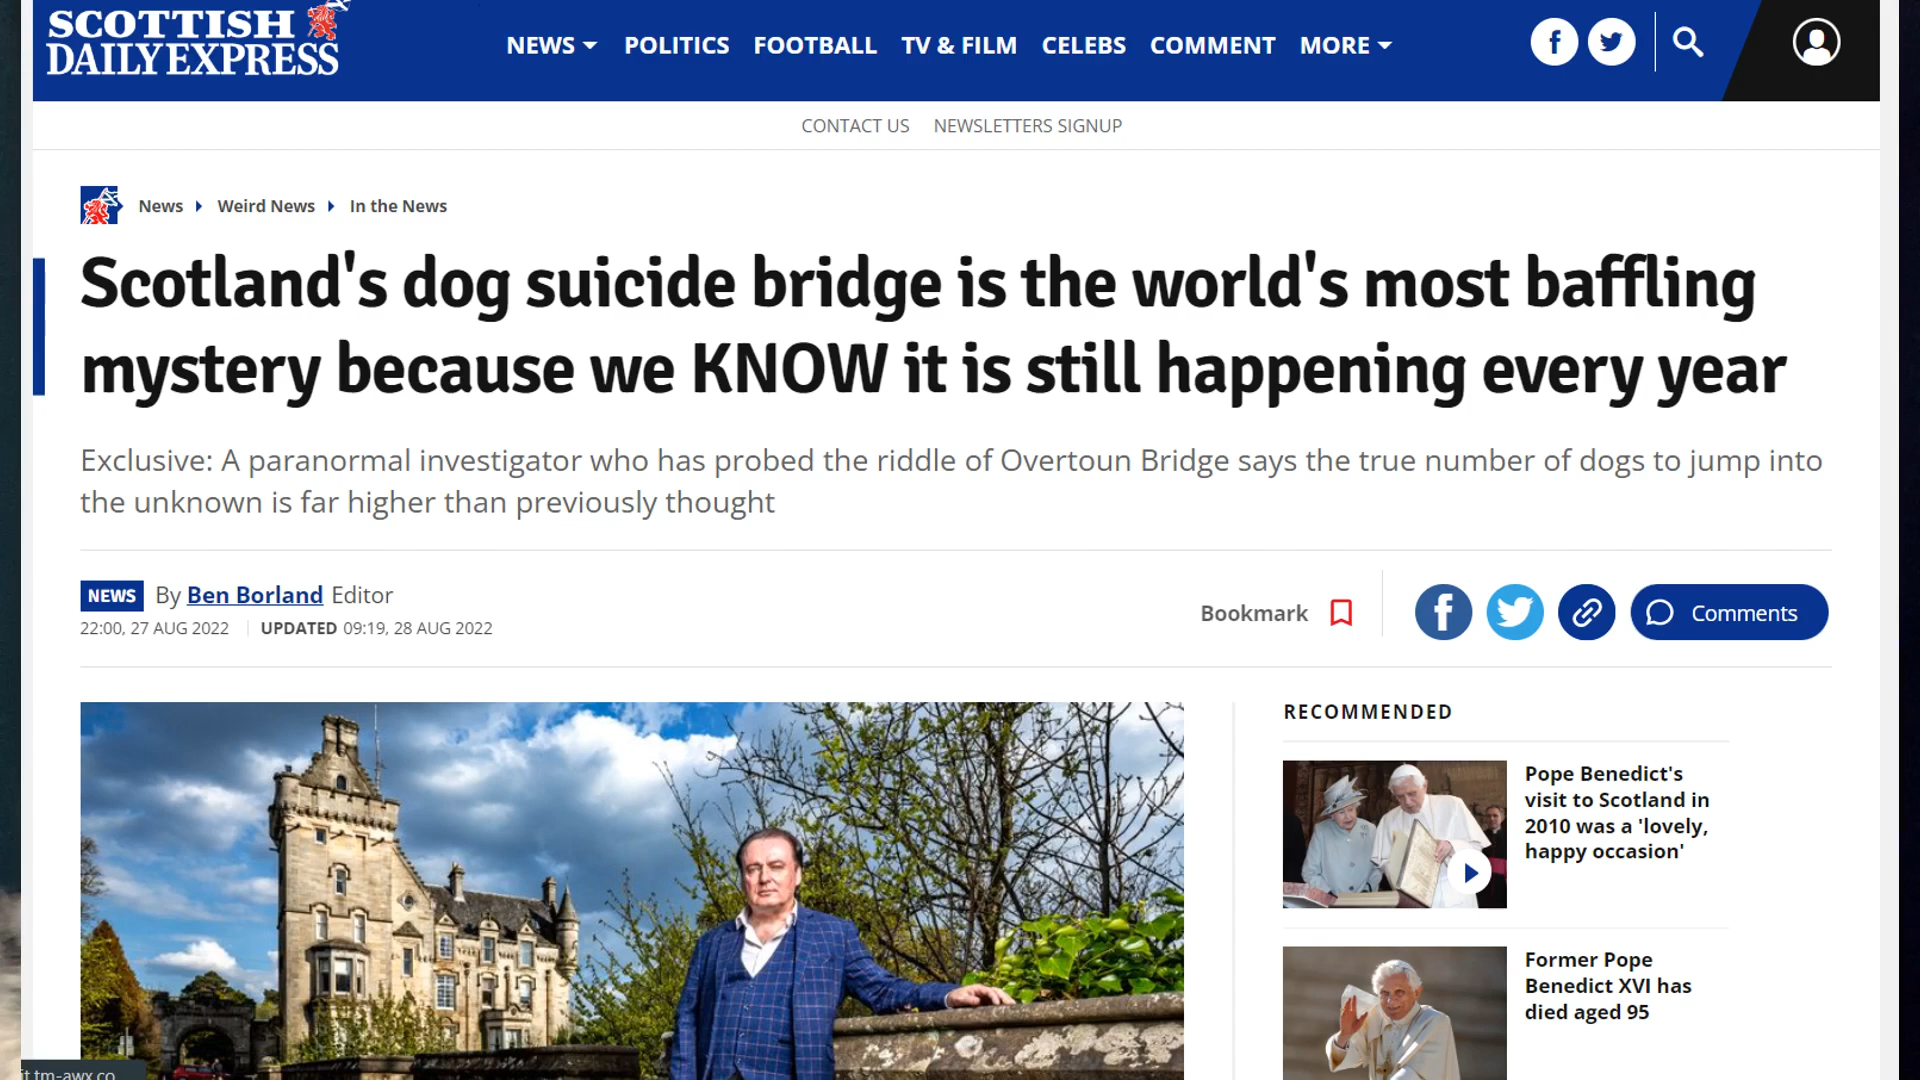 SCOTTISH
DAILY EXPRESS
NEWS POLITICS FOOTBALL TV & FILM CELEBS COMMENT MORE
CONTACT US NEWSLETTERS SIGNUP
News Weird News In the News
Scotland's dog suicide bridge is the world's most baffling
mystery because we KNOW it is still happening every year
Exclusive: A paranormal investigator who has probed the riddle of Overtoun Bridge says the true number of dogs to jump into
the unknown is far higher than previously thought
NEWS By Ben Borland Editor
22:00, 27 AUG 2022 UPDATED 09:19, 28 AUG 2022
Bookmark
Comments
RECOMMENDED
Pope Benedict's
visit to Scotland in
2010 was a 'lovely,
happy occasion'
Former Pope
Benedict XVI has
died aged 95